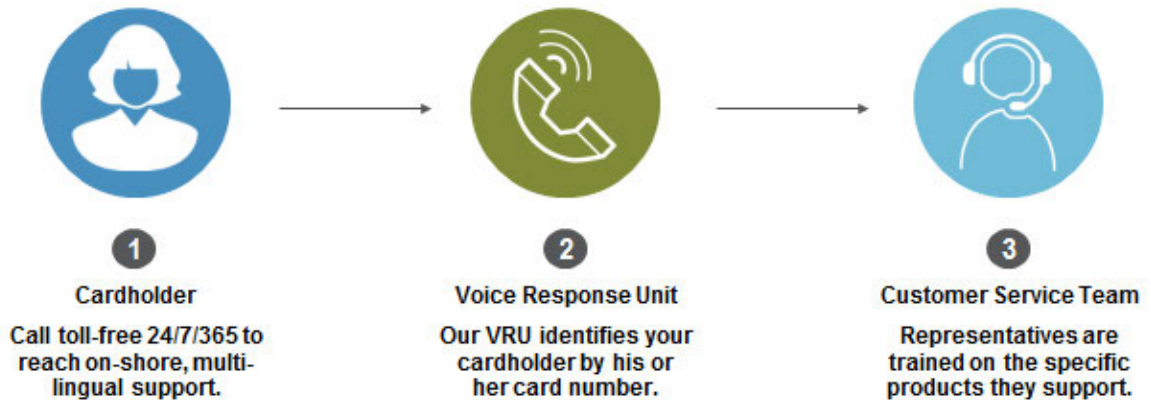 1
Cardholder
Call toll-free 24/7/365 to
reach on-shore, multi-
lingual support.
2
Voice Response Unit
Our VRU identifies your
cardholder by his or
her card number.
3
Customer Service Team
Representatives are
trained on the specific
products they support.